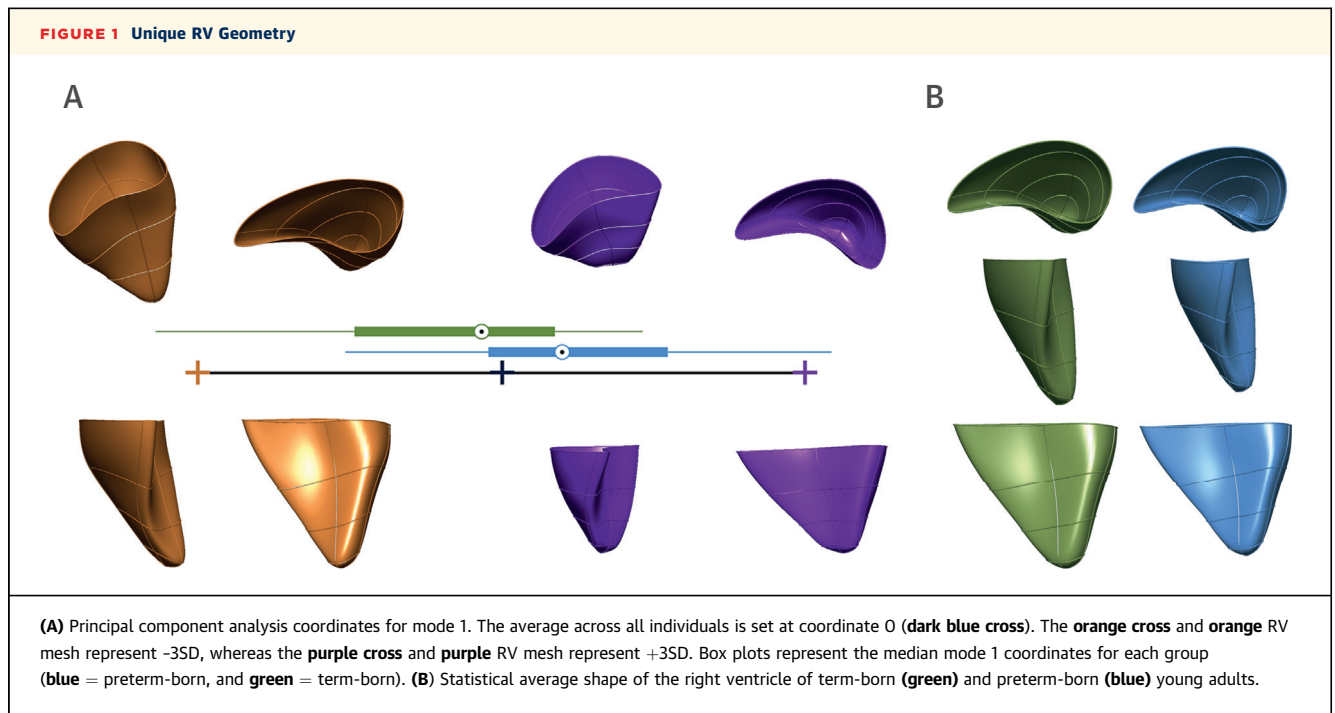 FIGURE 1 Unique RV Geometry
A
B
(A) Principal component analysis coordinates for mode 1. The average across all individuals is set at coordinate 0 (dark blue cross). The orange cross and orange RV
mesh represent -3SD, whereas the purple cross and purple RV mesh represent +3SD. Box plots represent the median mode 1 coordinates for each group
(blue = preterm-born, and green = term-born). (B) Statistical average shape of the right ventricle of term-born (green) and preterm-born (blue) young adults.